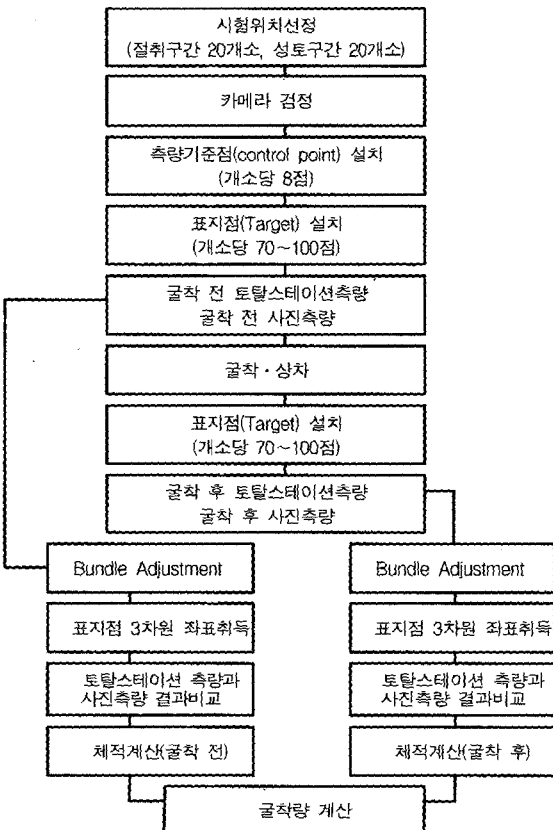 시험위치선정
(절취구간 20개소, 성토구간 20개소)
카메라 검정
측량기준점(control point) 설치
(개소당 8점)
표지점(Target) 설치
(개소당 70~100점)
굴착 전 토탈스테이션측량
굴착 전 사진측량
굴착·상차
표지점(Target) 설치
(개소당 70~100점)
굴착 후 토탈스테이션측량
굴착 후 사진측량
Bundle Adjustment
표지점 3차원 좌표취득
토탈스테이션 측량과
사진측량 결과비교
체적계산(굴착 전)
Bundle Adjustment
표지점 3차원 좌표취득
토탈스테이션 측량과
사진측량 결과비교
체적계산(굴착 후)
굴착량 계산